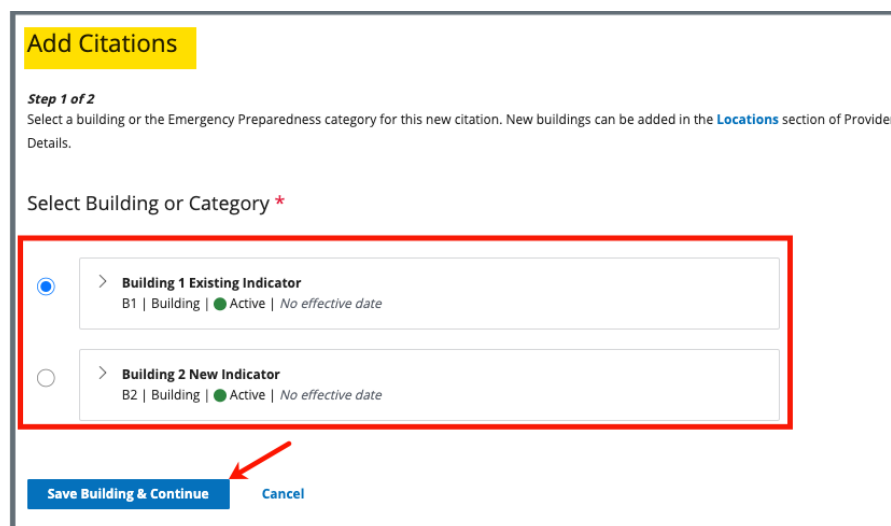 Add Citations
Step 1 of 2
Select a building or the Emergency Preparedness category for this new citation. New buildings can be added in the Locations section of Provider
Details.
Select Building or Category *
Building 1 Existing Indicator
B1 | Building | Active | No effective date
Building 2 New Indicator
B2 | Building | Active | No effective date
Save Building & Continue Cancel